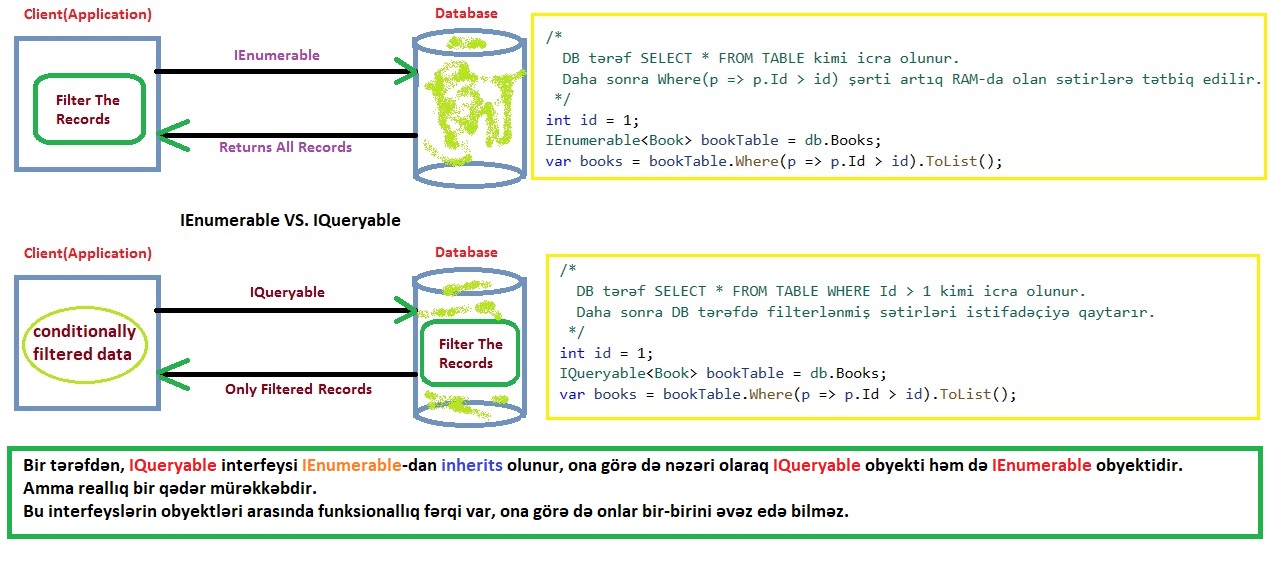 Client(Application)
Database
IEnumerable
Filter The
Records
Returns All Records
/*
DB tərəf SELECT * FROM TABLE kimi icra olunur.
Daha sonra Where(p => p.Id > id) şərti artıq RAM-da olan sətirlərə tətbiq edilir.
*/
int id = 1;
IEnumerable<Book> bookTable = db.Books;
var books = bookTable.Where(p => p.Id > id).ToList();
IEnumerable VS. IQueryable
Client(Application)
Database
IQueryable
conditionally
filtered data
Filter The
Records
Only Filtered Records
/*
DB tərəf SELECT * FROM TABLE WHERE Id > 1 kimi icra olunur.
Daha sonra DB tərəfdə filterlənmiş sətirləri istifadəçiyə qaytarır.
*/
int id = 1;
IQueryable<Book> bookTable = db.Books;
var books = bookTable.Where(p => p.Id > id).ToList();
Bir tərəfdən, IQueryable interfeysi IEnumerable-dan inherits olunur, ona görə də nəzəri olaraq IQueryable obyekti həm də IEnumerable obyektidir.
Amma reallıq bir qədər mürəkkəbdir.
Bu interfeyslərin obyektləri arasında funksionallıq fərqi var, ona görə də onlar bir-birini əvəz edə bilməz.